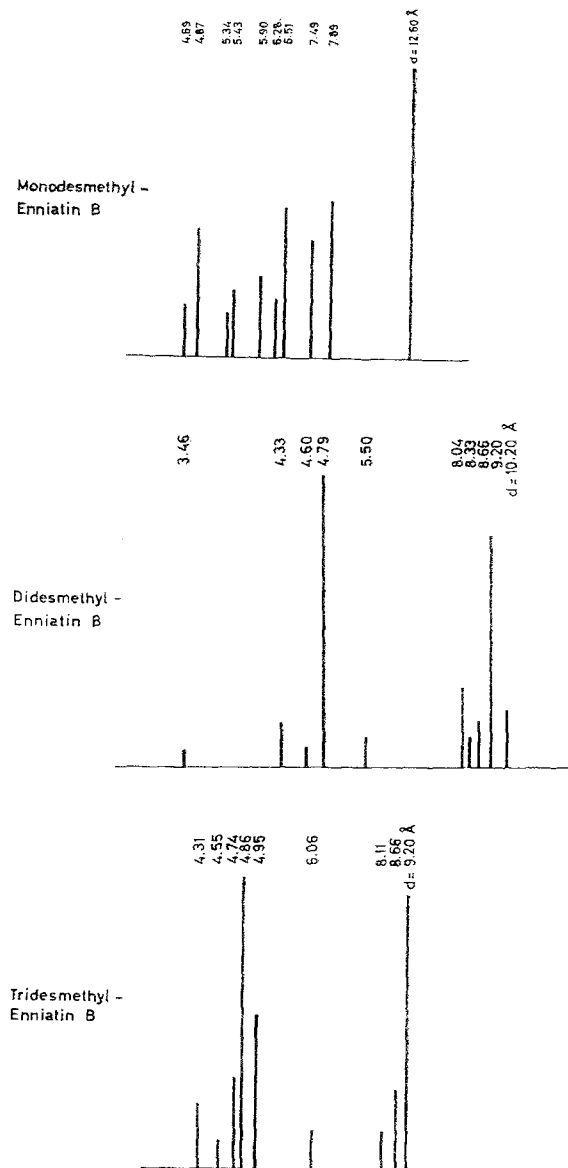 4.69
4.87
5.34
5.43
5.90
6.28
6.51
7.49
7.89
d = 12.60 Å
Monodesmethyl -
Enniatin B
3.46
4.33
4.60
4.79
5.50
8.04
8.33
8.66
9.20
d = 10.20 Å
Didesmethyl -
Enniatin B
4.31
4.55
4.74
4.86
4.95
6.06
8.11
8.66
d = 9.20 Å
Tridesmethyl -
Enniatin B